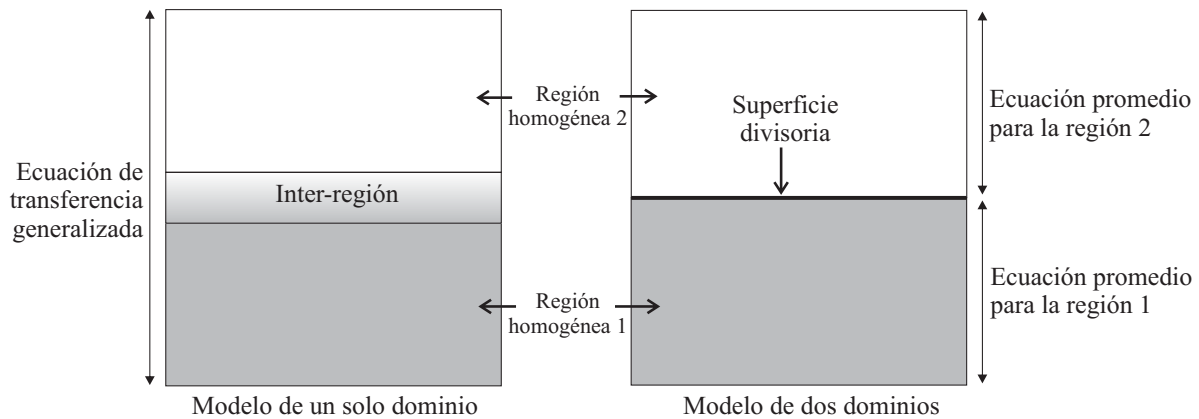 Ecuación de
transferencia
generalizada
Inter-región
Región
homogénea 2
Región
homogénea 1
Superficie
divisoria
Ecuación promedio
para la región 2
Ecuación promedio
para la región 1
Modelo de un solo dominio
Modelo de dos dominios